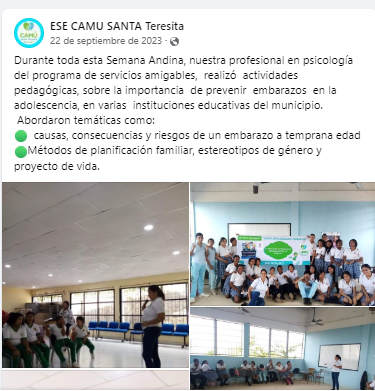 ESE CAMU SANTA Teresita
22 de septiembre de 2023 ·
Durante toda esta Semana Andina, nuestra profesional en psicología
del programa de servicios amigables, realizó actividades
pedagógicas, sobre la importancia de prevenir embarazos en la
adolescencia, en varias instituciones educativas del municipio.
Abordaron temáticas como:
🟢 causas, consecuencias y riesgos de un embarazo a temprana edad
🟢Métodos de planificación familiar, estereotipos de género y
proyecto de vida.